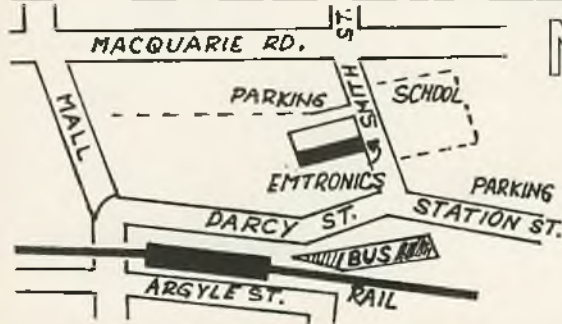 ST.
MACQUARIE RD.
SMITH
PARKING
SCHOOL
MALL
EMTRONICS
PARKING
DARCY ST.
STATION ST.
BUS
ARGYLE ST.
RAIL